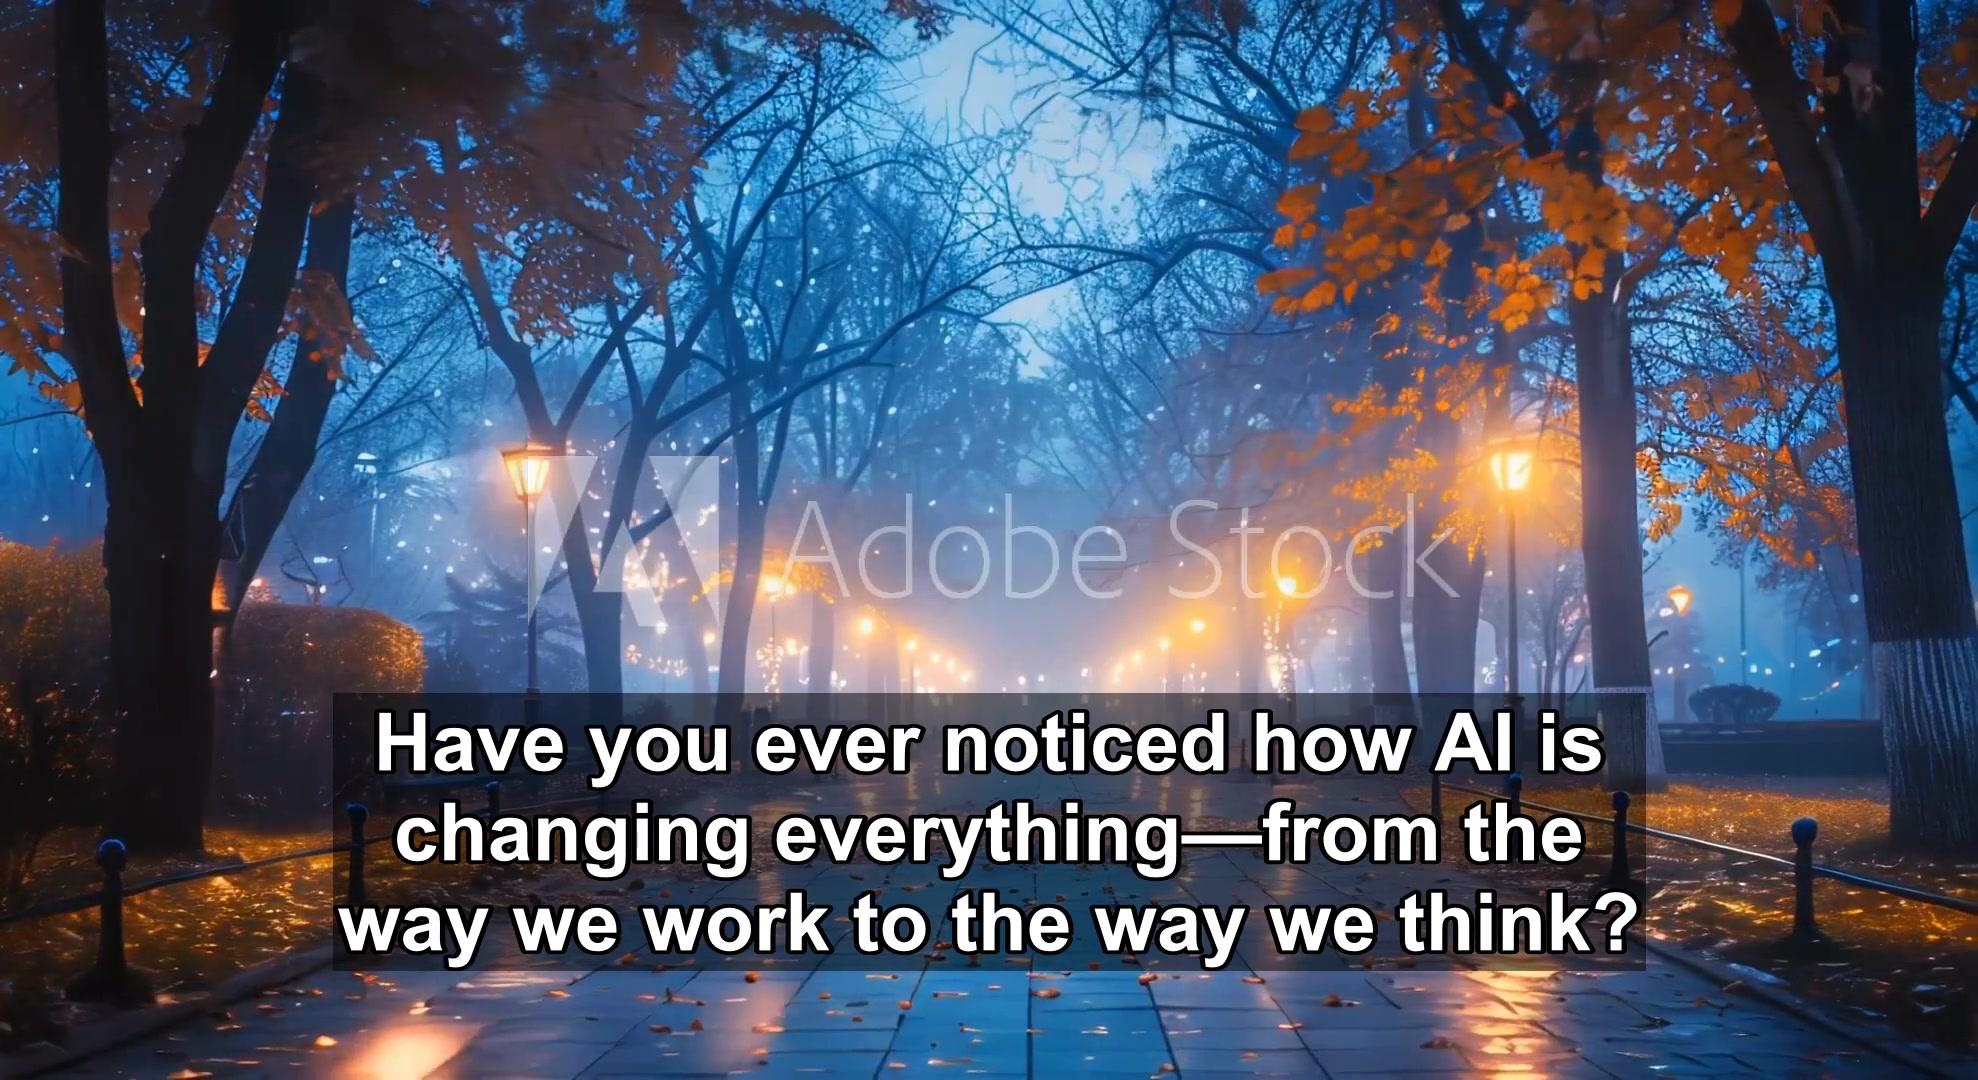 Adobe Stock
Have you ever noticed how AI is
changing everything—from the
way we work to the way we think?